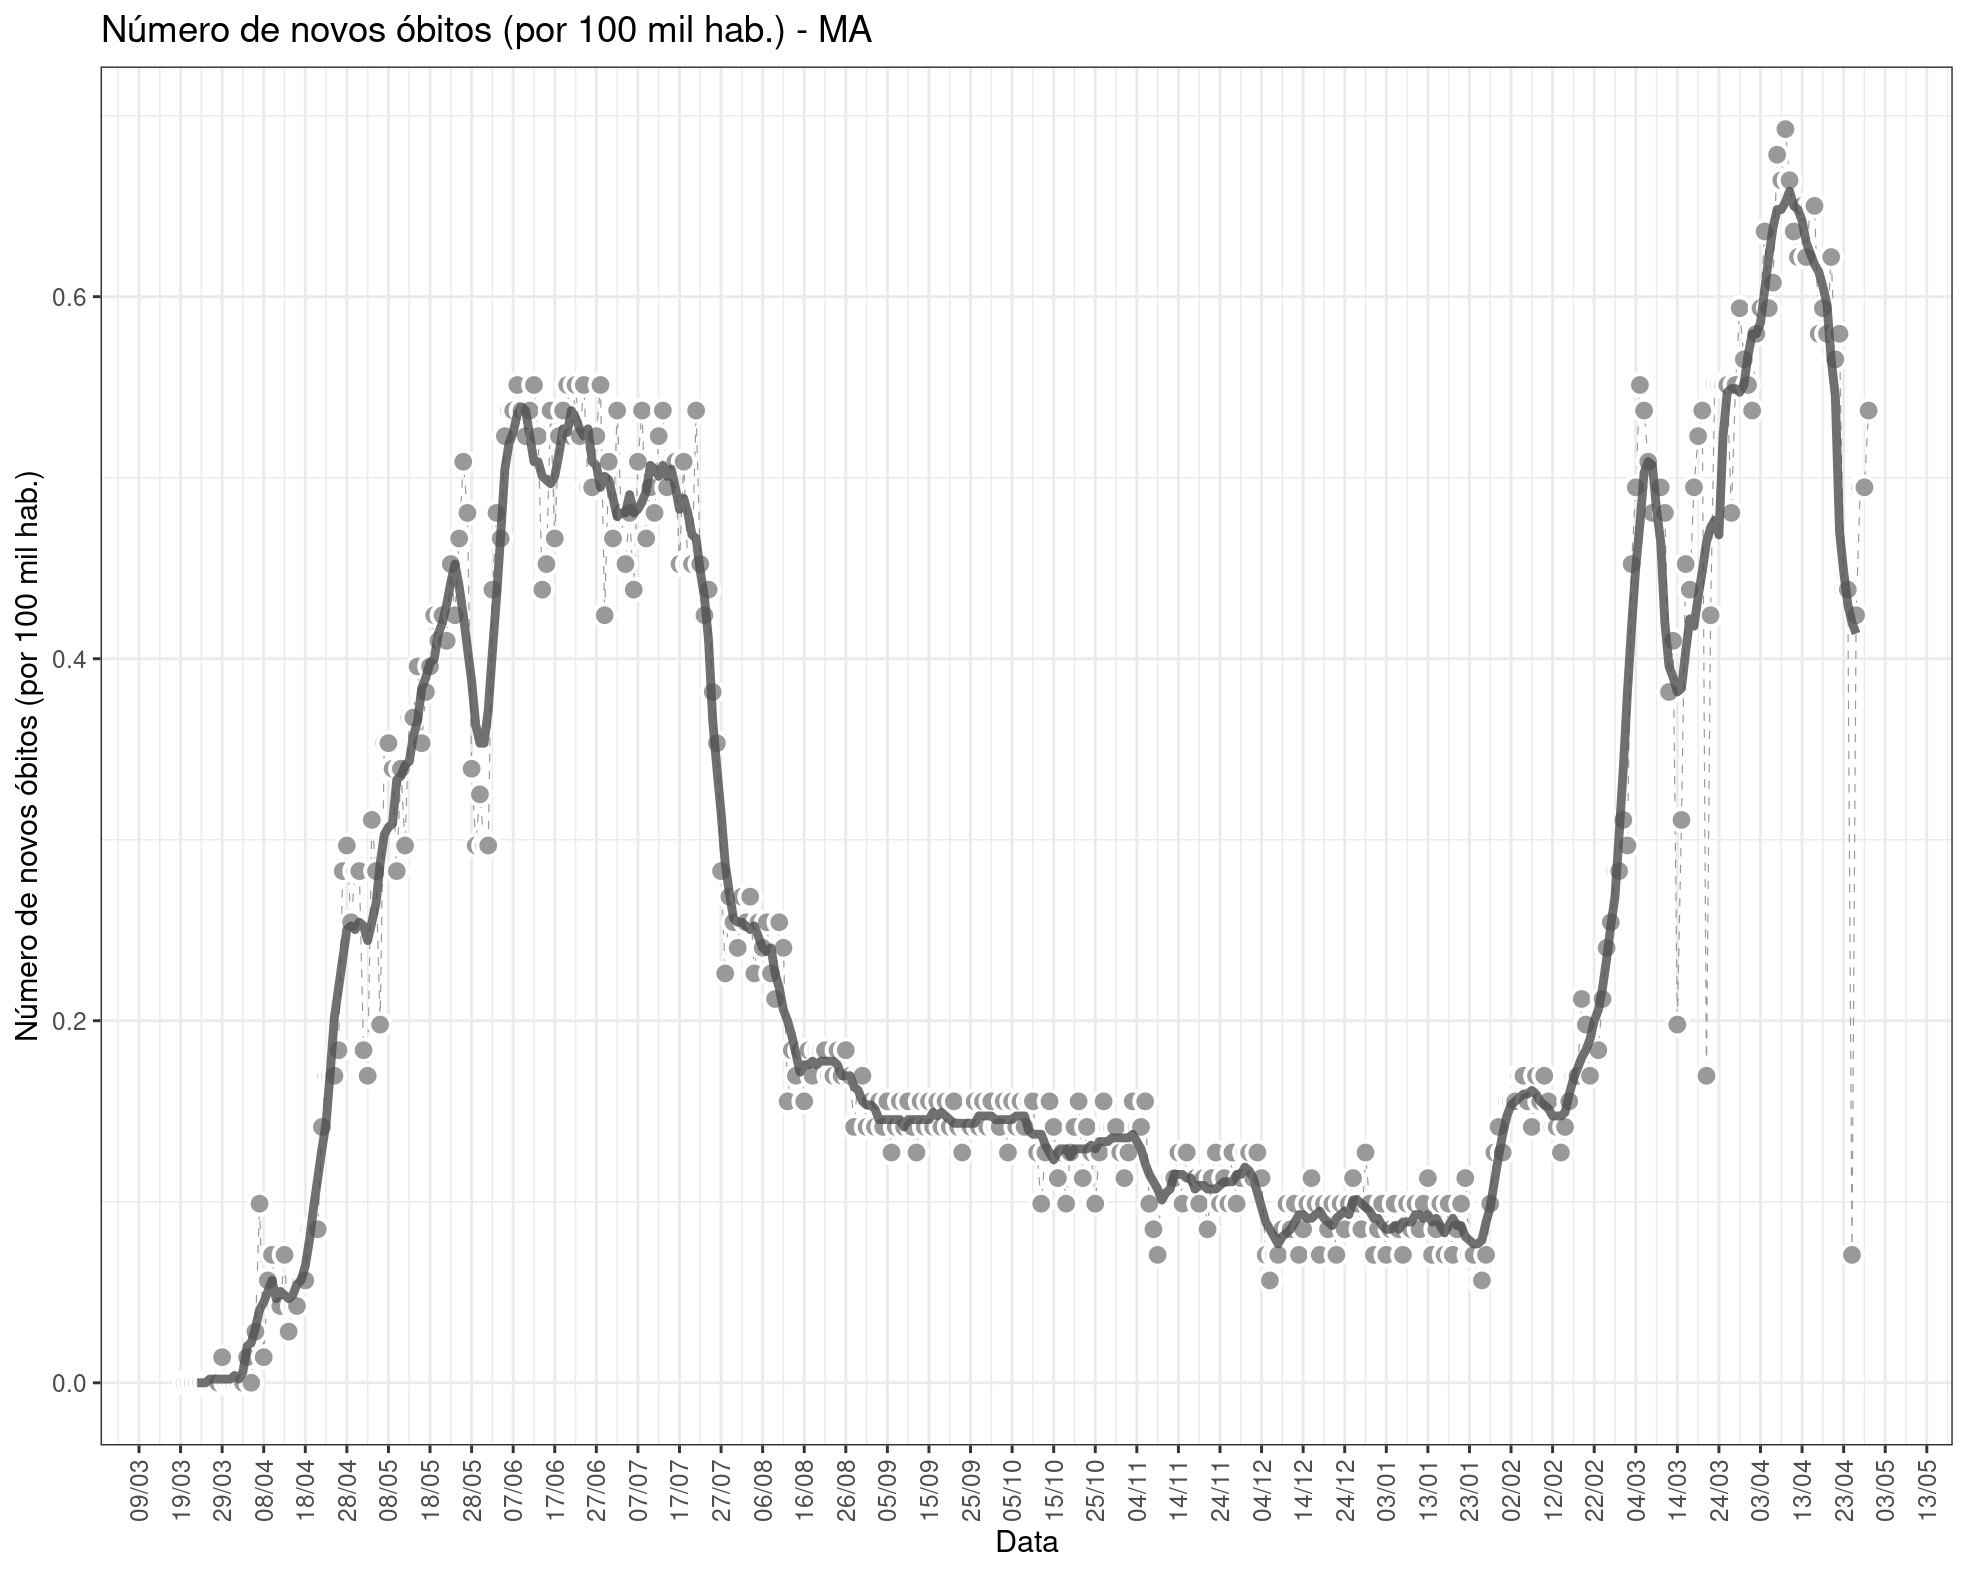 Número de novos óbitos (por 100 mil hab.) - MA
Número de novos óbitos (por 100 mil hab.)
0.6
0.4
0.2
0.0
09/03 19/03 29/03 08/04 18/04 28/04 08/05 18/05 28/05 07/06 17/06 27/06 07/07 17/07 27/07 06/08 16/08 26/08 05/09 15/09 25/09 05/10 15/10 25/10 04/11 14/11 24/11 04/12 14/12 24/12 03/01 13/01 23/01 02/02 12/02 22/02 04/03 14/03 24/03 03/04 13/04 23/04 03/05 13/05
Data